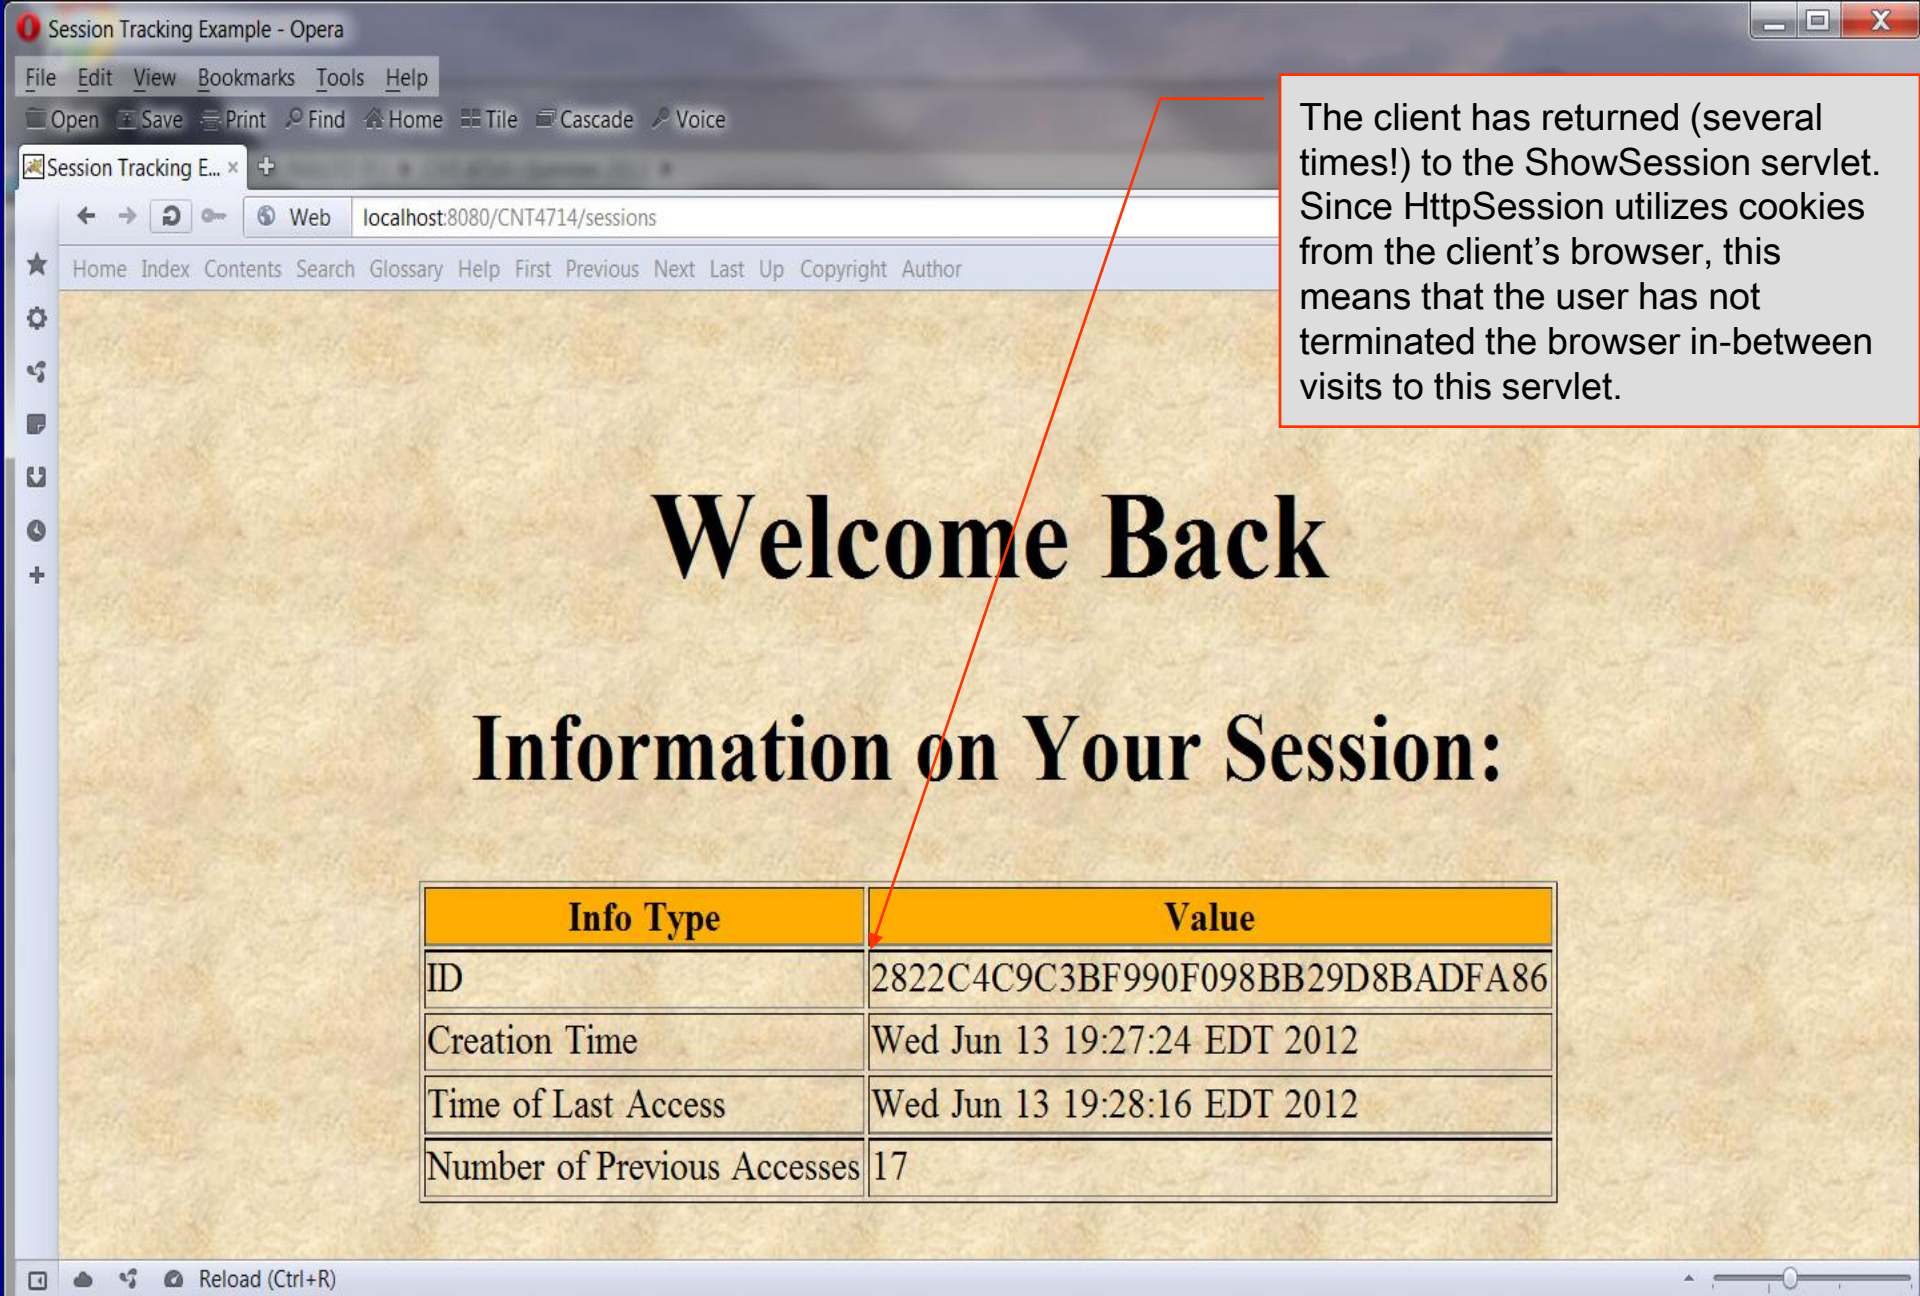 Session Tracking Example - Opera
File Edit View Bookmarks Tools Help
Open Save Print Find Home Tile Cascade Voice
Session Tracking E...
Web localhost:8080/CNT4714/sessions
Home Index Contents Search Glossary Help First Previous Next Last Up Copyright Author
The client has returned (several
times!) to the ShowSession servlet.
Since HttpSession utilizes cookies
from the client’s browser, this
means that the user has not
terminated the browser in-between
visits to this servlet.
Welcome Back
Information on Your Session:
Info Type Value
ID 2822C4C9C3BF990F098BB29D8BADFA86
Creation Time Wed Jun 13 19:27:24 EDT 2012
Time of Last Access Wed Jun 13 19:28:16 EDT 2012
Number of Previous Accesses 17
Reload (Ctrl+R)